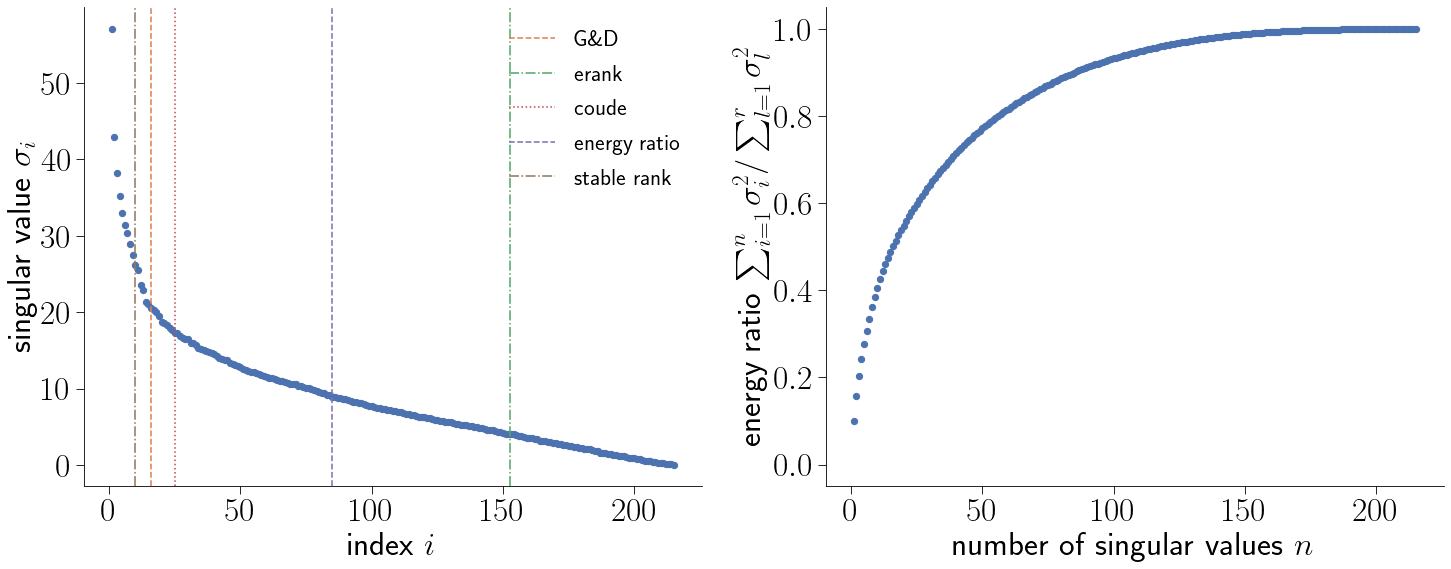 singular value σ_i
50
40
30
20
10
0
0 50 100 150 200
index i
G&D
erank
coude
energy ratio
stable rank
energy ratio ∑_{i=1}^{n} σ_i^2 / ∑_{l=1}^{r} σ_l^2
1.0
0.8
0.6
0.4
0.2
0.0
0 50 100 150 200
number of singular values n